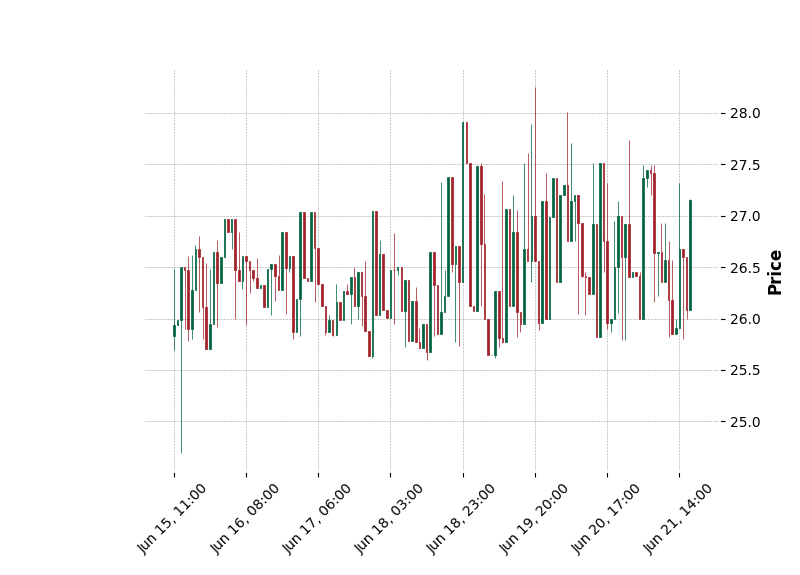 28.0
27.5
27.0
26.5
26.0
25.5
25.0
Price
Jun 15, 11:00
Jun 16, 08:00
Jun 17, 06:00
Jun 18, 03:00
Jun 18, 23:00
Jun 19, 20:00
Jun 20, 17:00
Jun 21, 14:00